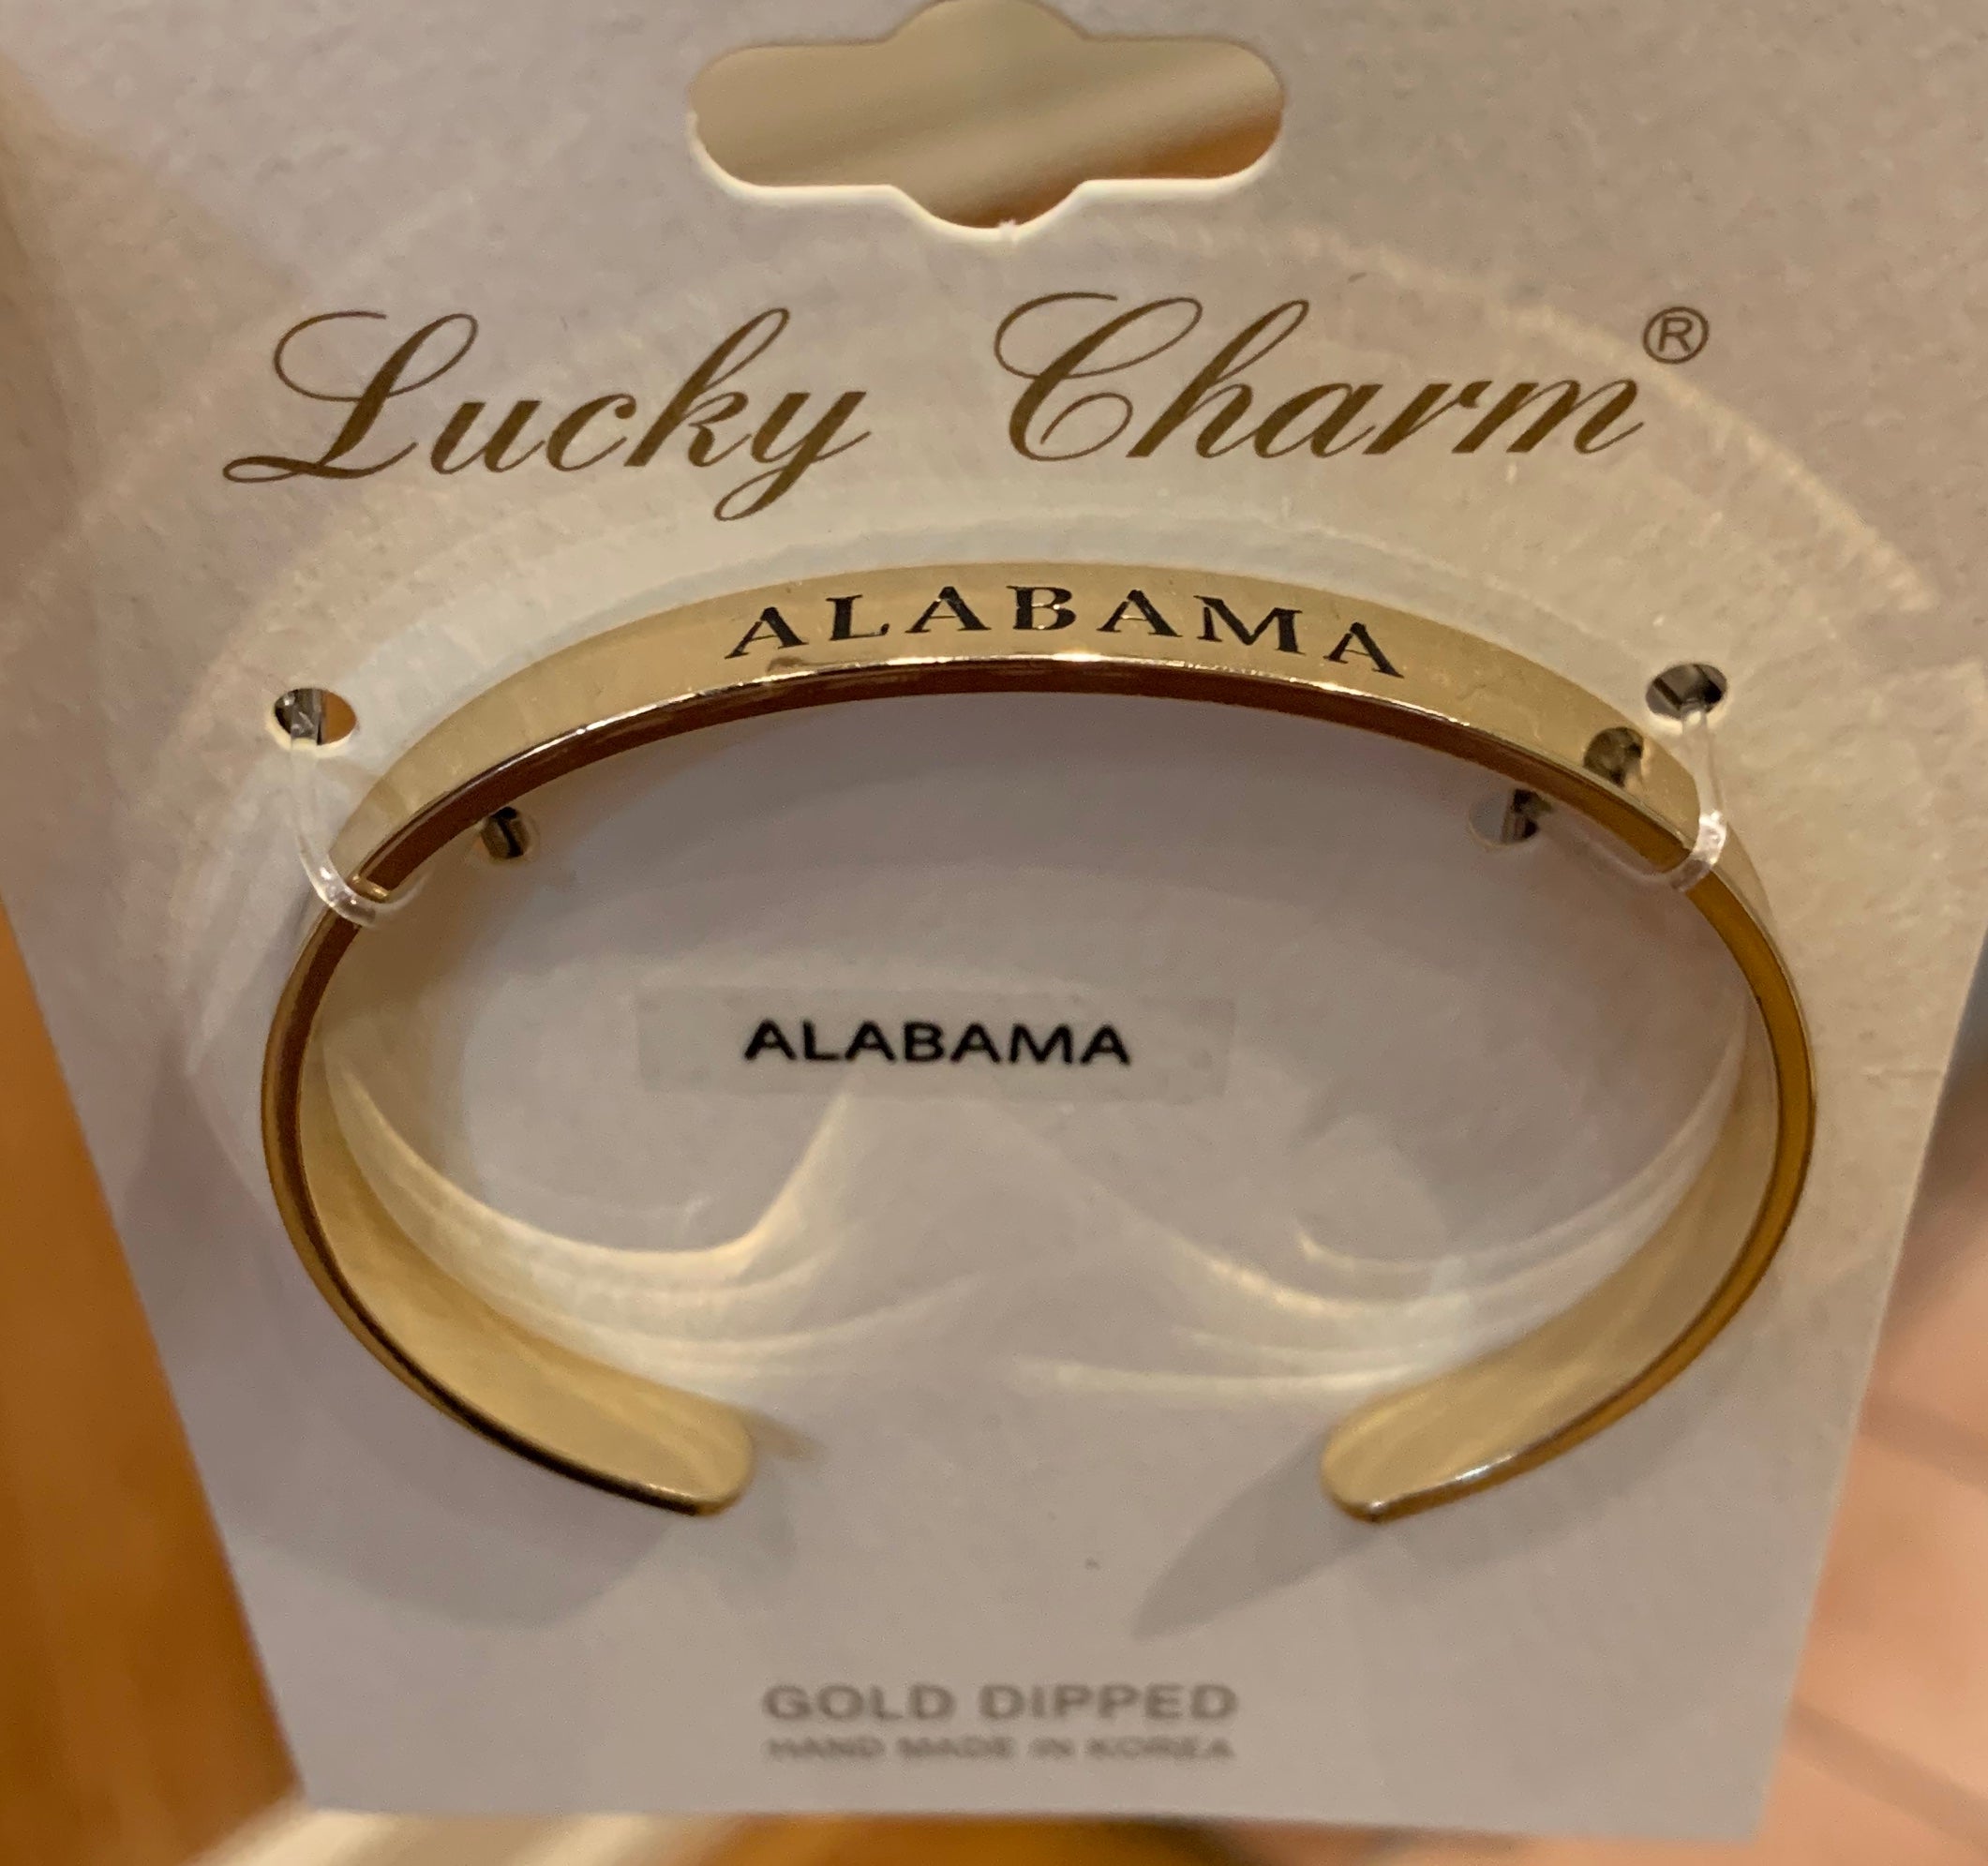 Lucky Charm®
ALABAMA
ALABAMA
GOLD DIPPED
HAND MADE IN KOREA